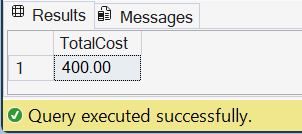 Results Messages
TotalCost
1 400.00
Query executed successfully.